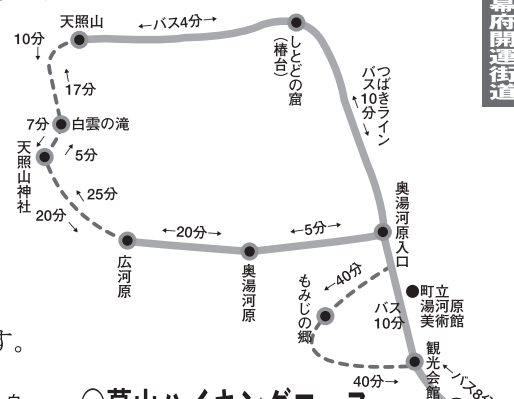 幕府開運街道
天照山
←バス4分→
しとどの窟
(椿台)
10分
↓
↑
17分
つばきライン
バス10分
7分
白雲の滝
5分
天照山神社
25分
20分
←20分→
←5分→
奥湯河原入口
広河原
奥湯河原
もみじの郷
←40分
町立
湯河原
美術館
バス
10分
観光会館
40分→
←バス8分
す。